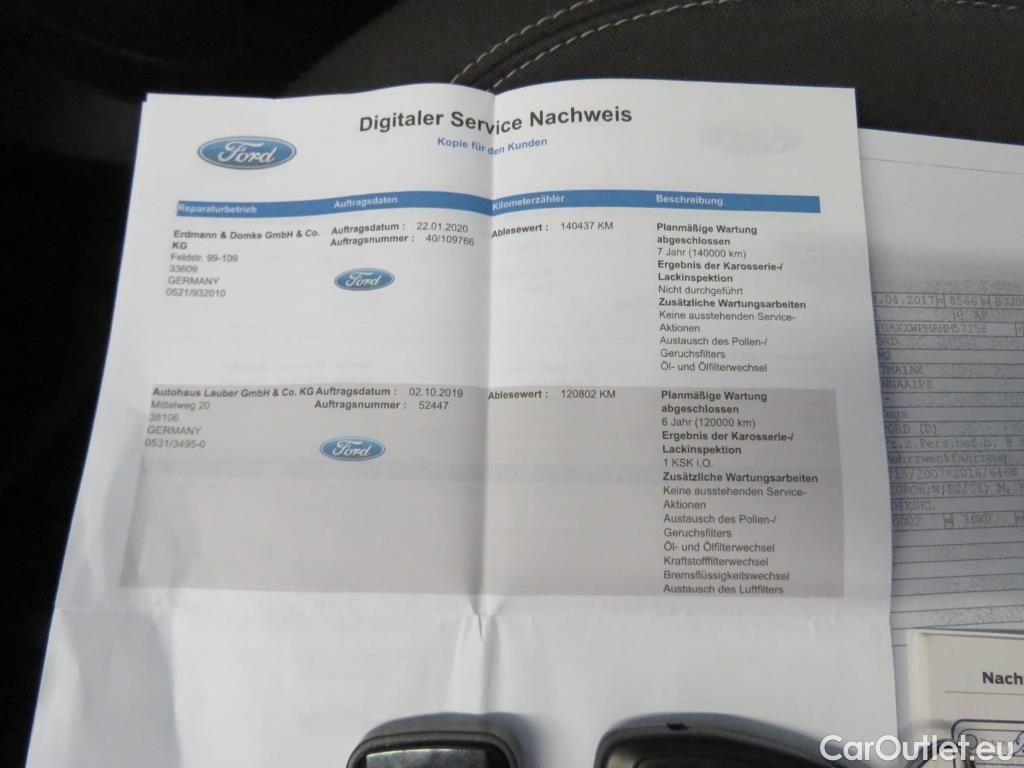 Digitaler Service Nachweis
Kopie für den Kunden
Ford
Reparaturbetrieb Auftragsdaten Kilometerzähler Beschreibung
Erdmann & Domke GmbH & Co. KG
Feldstr. 99-109
33609
GERMANY
0521/932010
Auftragsdatum : 22.01.2020
Auftragsnummer : 40/109766
Ford
Ablesewert : 140437 KM
Planmäßige Wartung
abgeschlossen
7 Jahr (140000 km)
Ergebnis der Karosserie-/
Lackinspektion
Nicht durchgeführt
Zusätzliche Wartungsarbeiten
Keine ausstehenden Service-
Aktionen
Austausch des Pollen-/
Geruchsfilters
Öl- und Ölfilterwechsel
Autohaus Lauber GmbH & Co. KG
Mittelweg 20
38106
GERMANY
0531/3495-0
Auftragsdatum : 02.10.2019
Auftragsnummer : 52447
Ford
Ablesewert : 120802 KM
Planmäßige Wartung
abgeschlossen
6 Jahr (120000 km)
Ergebnis der Karosserie-/
Lackinspektion
1 KSK I.O.
Zusätzliche Wartungsarbeiten
Keine ausstehenden Service-
Aktionen
Austausch des Pollen-/
Geruchsfilters
Öl- und Ölfilterwechsel
Kraftstofffilterwechsel
Bremsflüssigkeitswechsel
Austausch des Luftfilters
.04.2017 8566
DIESEL
Nach
CarOutlet.eu